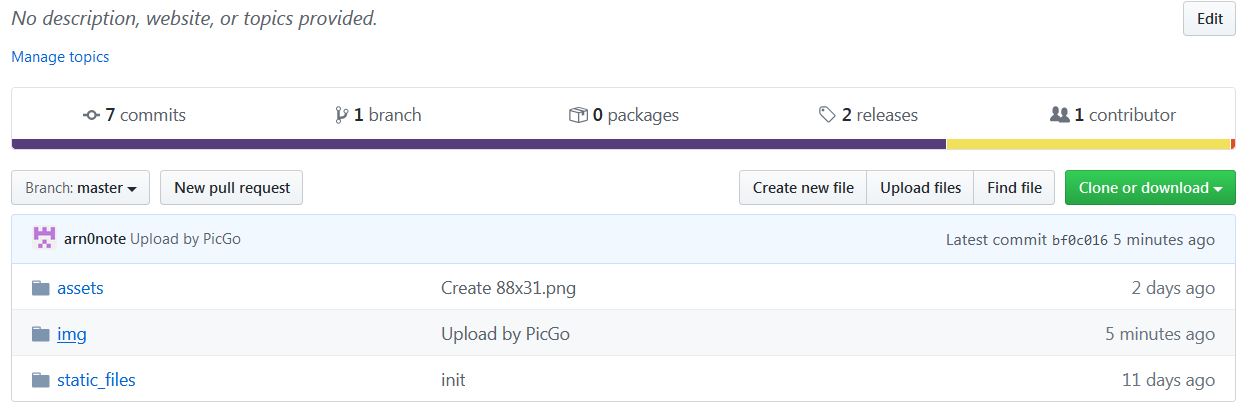 No description, website, or topics provided.
Edit
Manage topics
7 commits 1 branch 0 packages 2 releases 1 contributor
Branch: master New pull request Create new file Upload files Find file Clone or download
arn0note Upload by PicGo Latest commit bf0c016 5 minutes ago
assets Create 88x31.png 2 days ago
img Upload by PicGo 5 minutes ago
static_files init 11 days ago